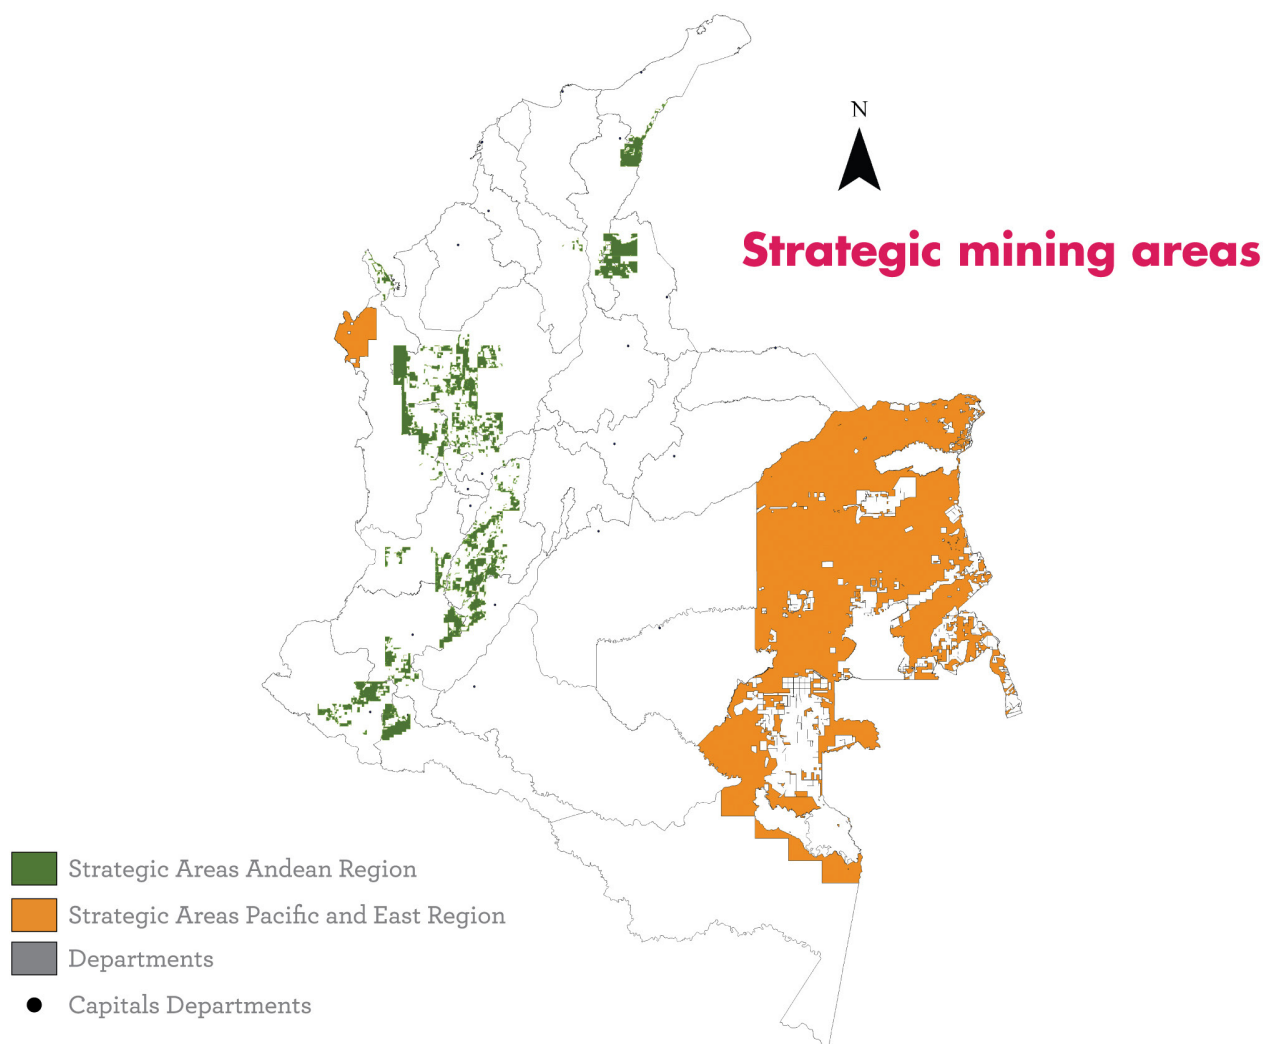 N
Strategic mining areas
Strategic Areas Andean Region
Strategic Areas Pacific and East Region
Departments
Capitals Departments